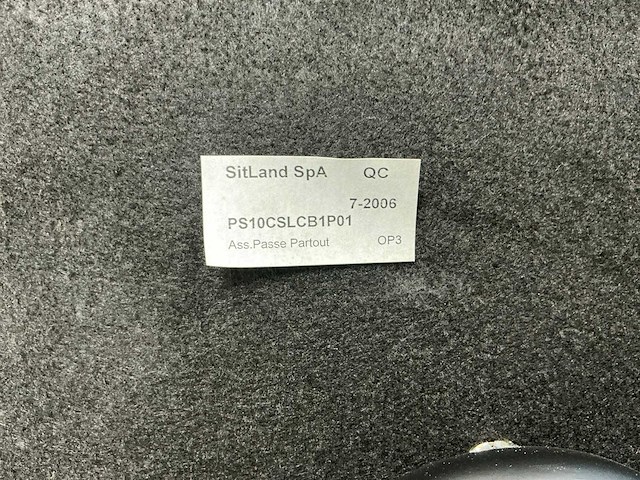 SitLand SpA QC
7-2006
PS10CSLCB1P01
Ass.Passe Partout OP3